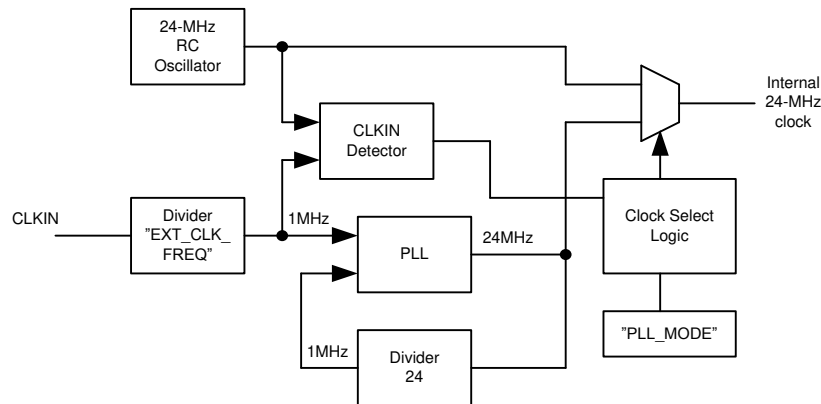 24-MHz
RC
Oscillator
Internal
24-MHz
clock
CLKIN
Detector
CLKIN
Divider
"EXT_CLK_
FREQ"
1MHz
PLL
24MHz
Clock Select
Logic
1MHz
Divider
24
"PLL_MODE"